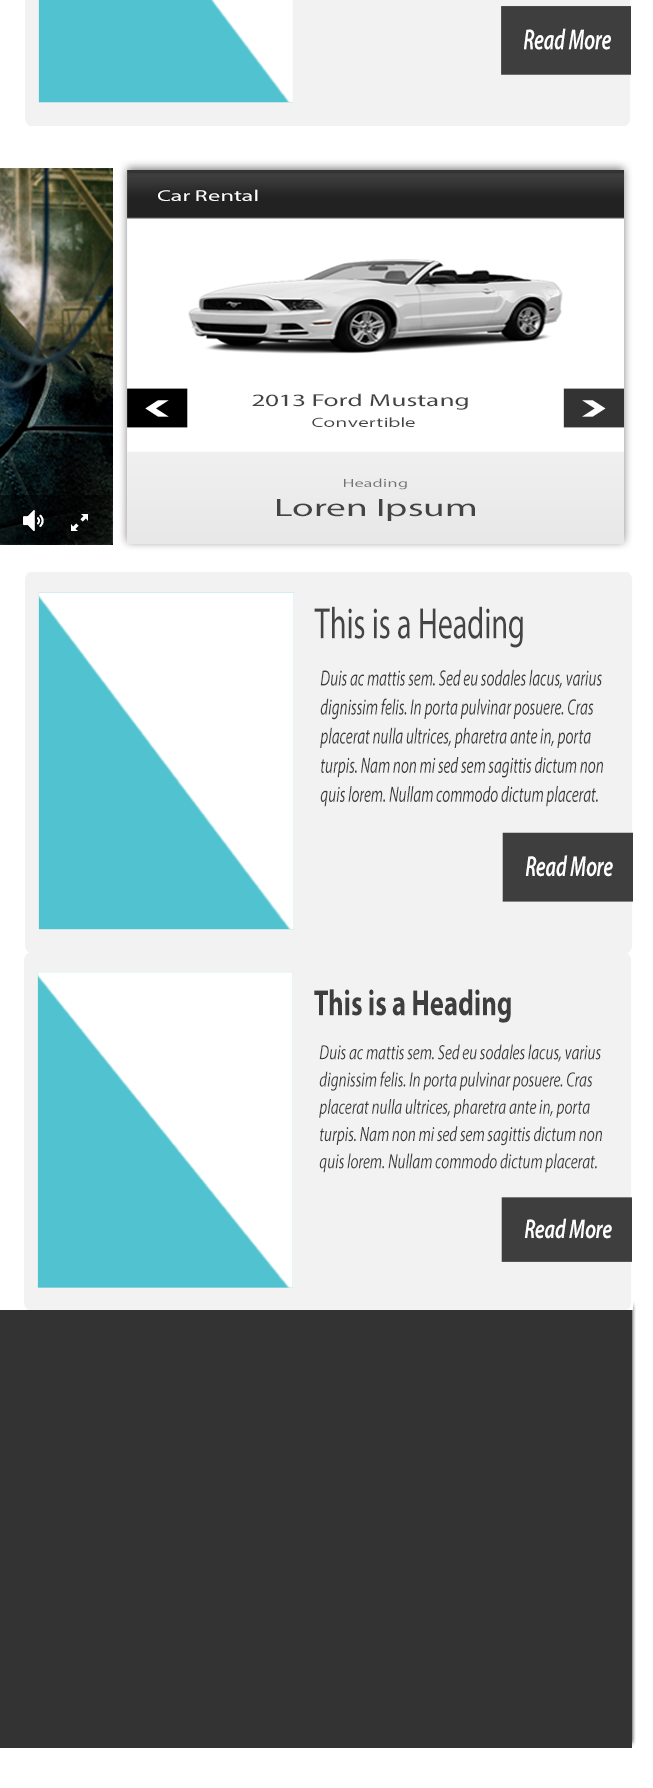 Read More
Car Rental
2013 Ford Mustang
Convertible
Heading
Loren Ipsum
This is a Heading
Duis ac mattis sem. Sed eu sodales lacus, varius
dignissim felis. In porta pulvinar posuere. Cras
placerat nulla ultrices, pharetra ante in, porta
turpis. Nam non mi sed sem sagittis dictum non
quis lorem. Nullam commodo dictum placerat.
Read More
This is a Heading
Duis ac mattis sem. Sed eu sodales lacus, varius
dignissim felis. In porta pulvinar posuere. Cras
placerat nulla ultrices, pharetra ante in, porta
turpis. Nam non mi sed sem sagittis dictum non
quis lorem. Nullam commodo dictum placerat.
Read More